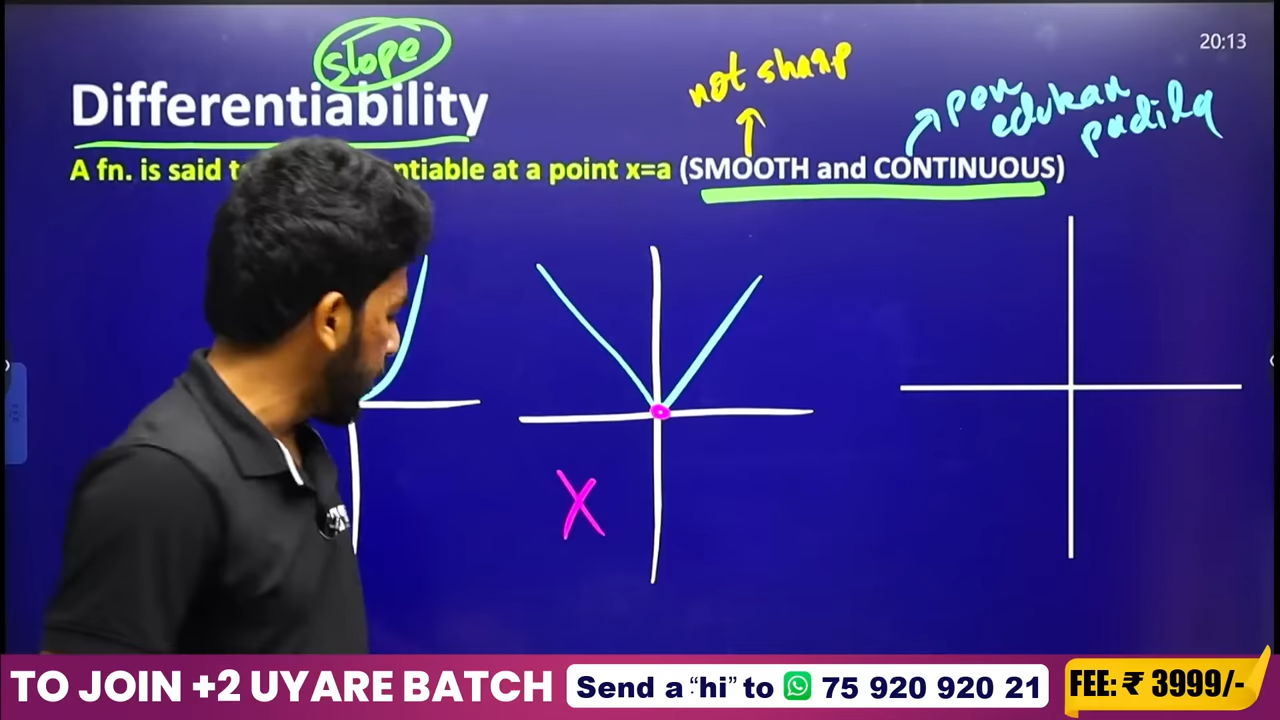 20:13
slope
not sharp
pen
edukan
padilla
Differentiability
A fn. is said t ntiable at a point x=a (SMOOTH and CONTINUOUS)
X
TO JOIN +2 UYARE BATCH
Send a “hi” to 75 920 920 21
FEE: ₹ 3999/-